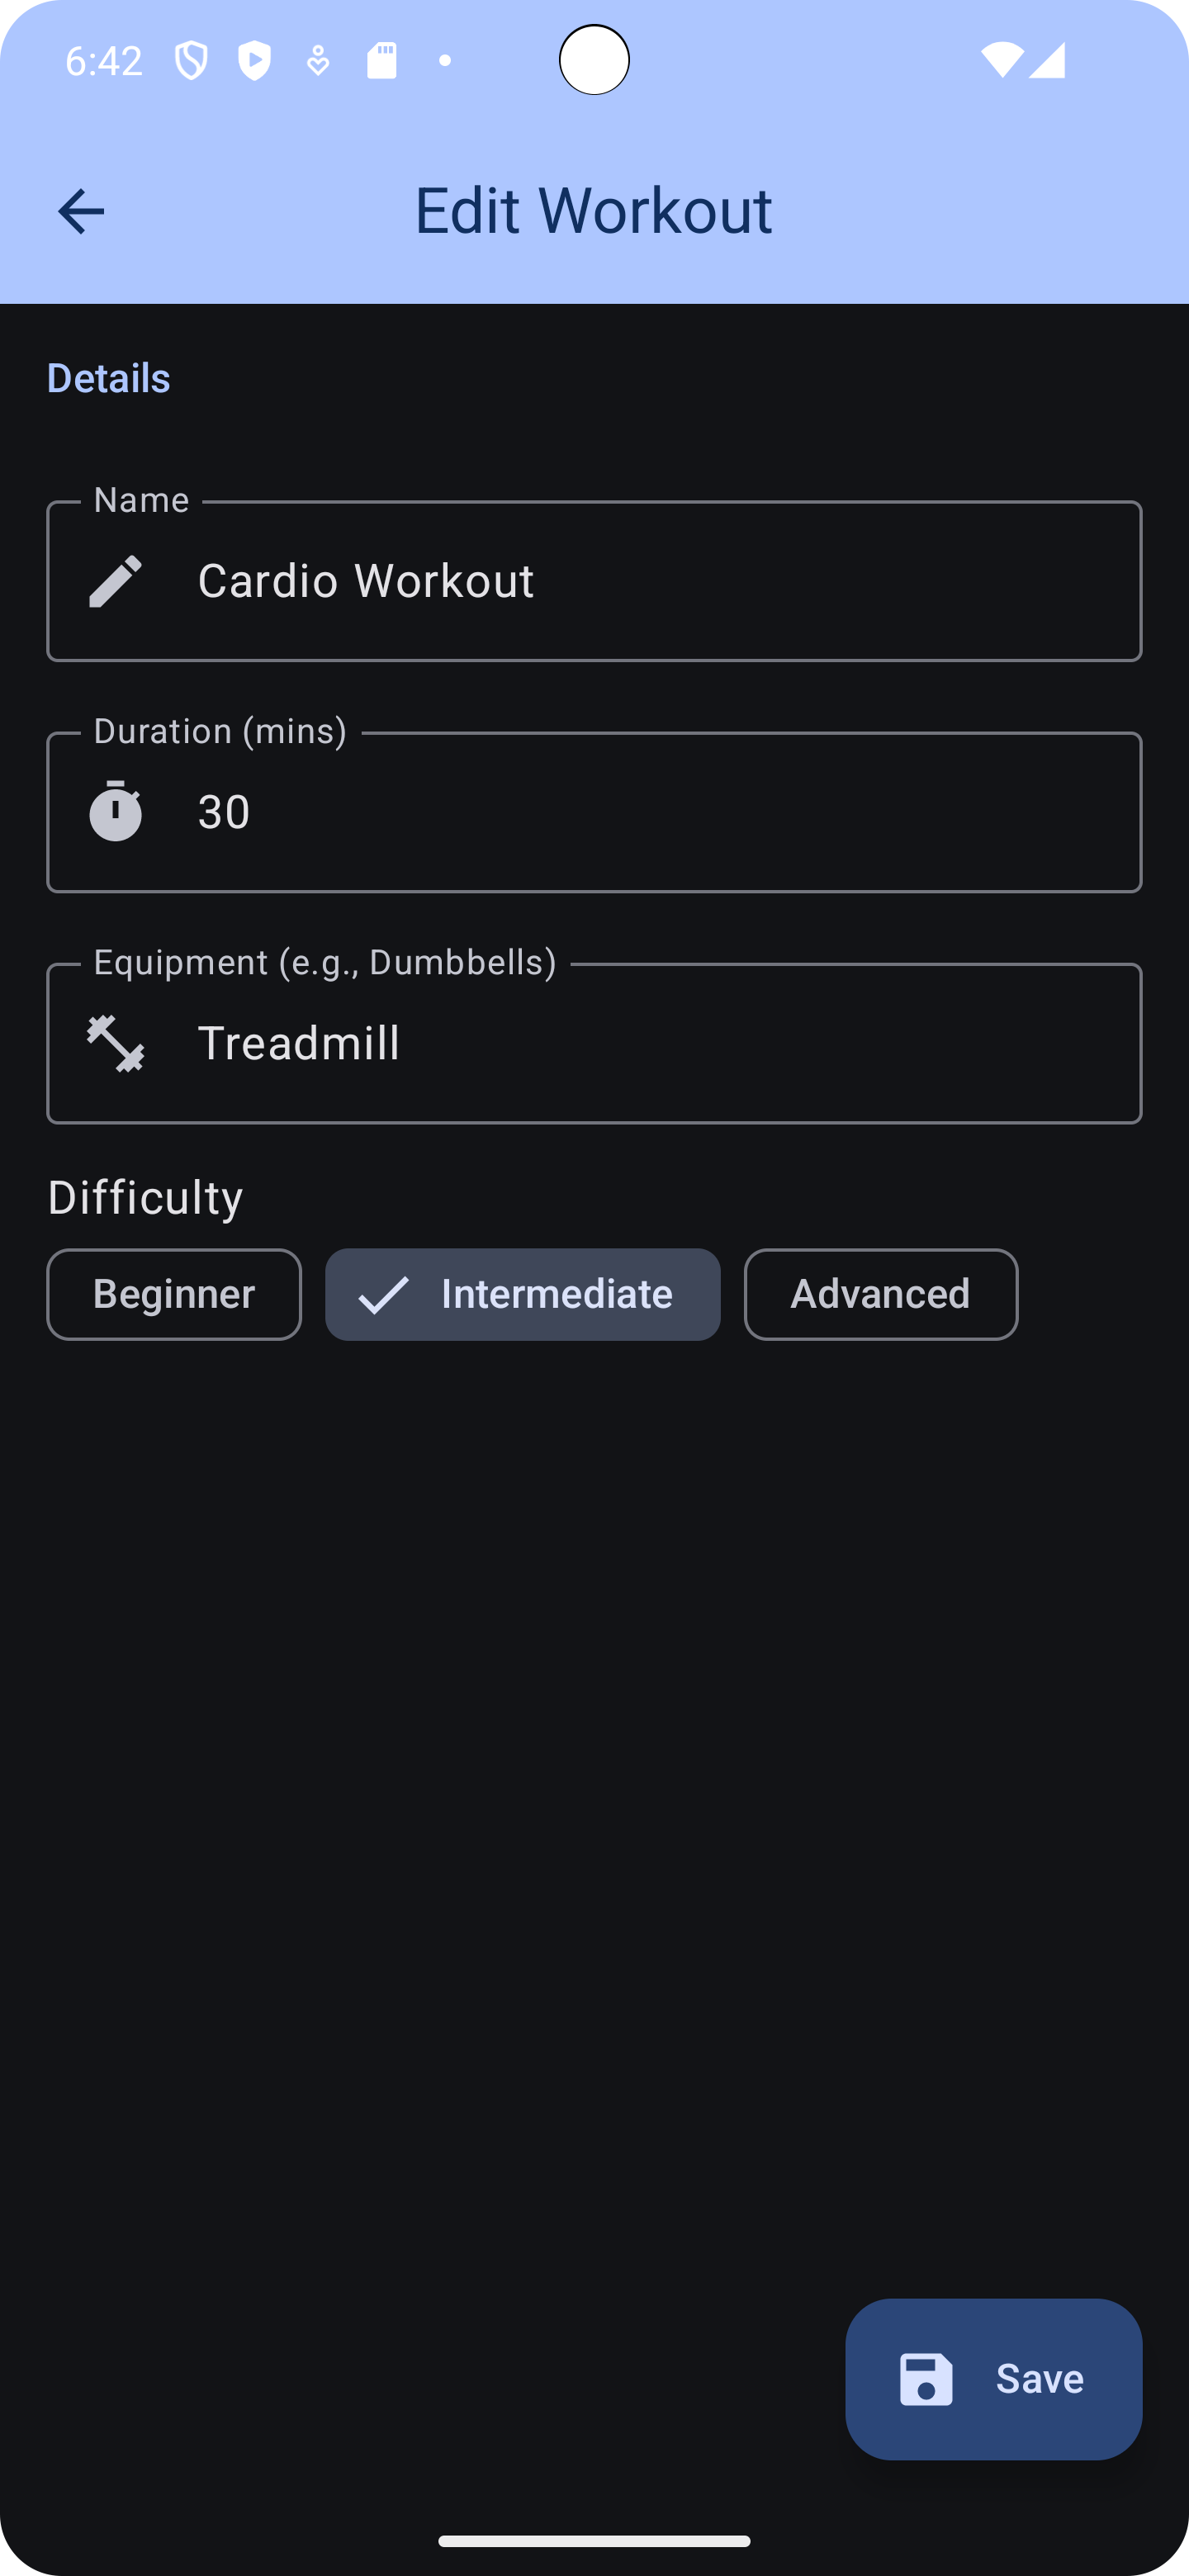 6:42
Edit Workout
Details
Name
Cardio Workout
Duration (mins)
30
Equipment (e.g., Dumbbells)
Treadmill
Difficulty
Beginner
Intermediate
Advanced
Save